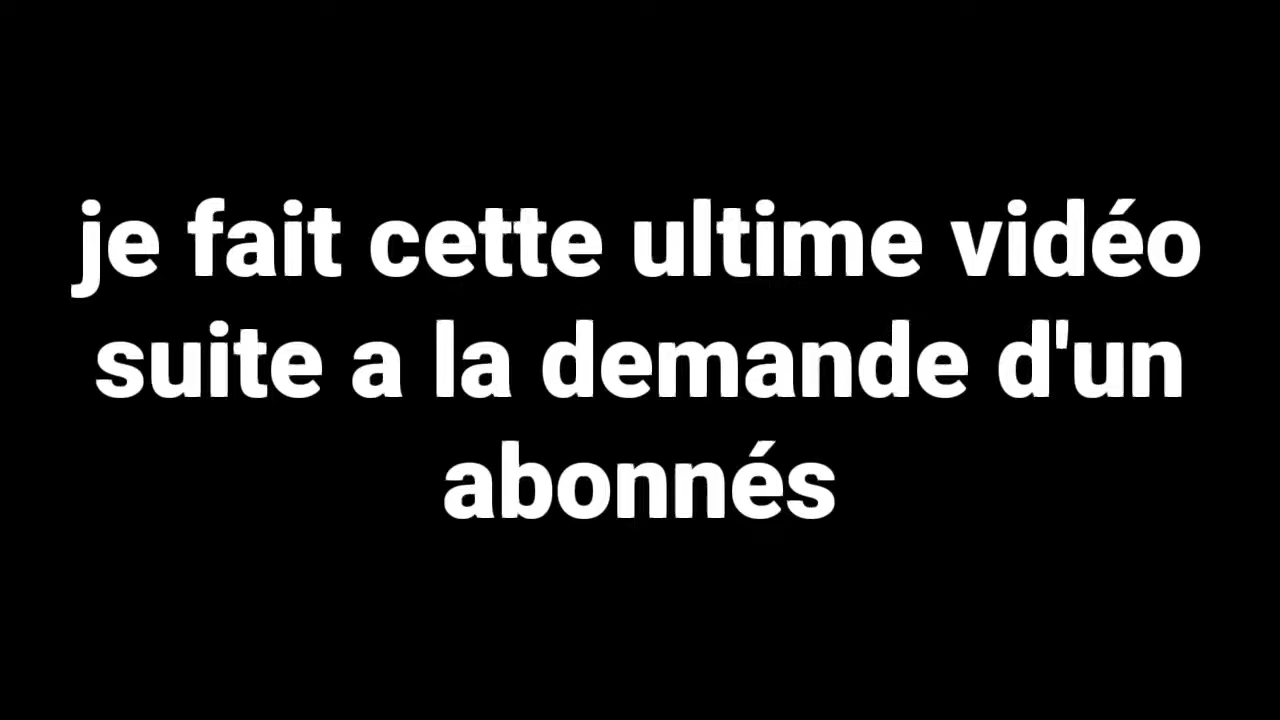 je fait cette ultime vidéo
suite a la demande d'un
abonnés